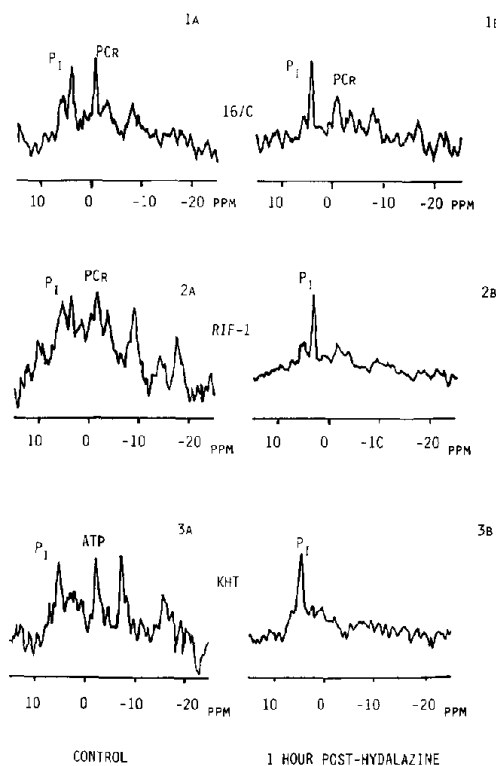 1A
1B
PI PCR
PI PCR
16/C
10 0 -10 -20 PPM
10 0 -10 -20 PPM
PI PCR
2A
PI
2B
RIF-1
10 0 -10 -20 PPM
10 0 -10 -20 PPM
PI ATP
3A
PI
3B
KHT
10 0 -10 -20 PPM
10 0 -10 -20 PPM
CONTROL
1 HOUR POST-HYDALAZINE